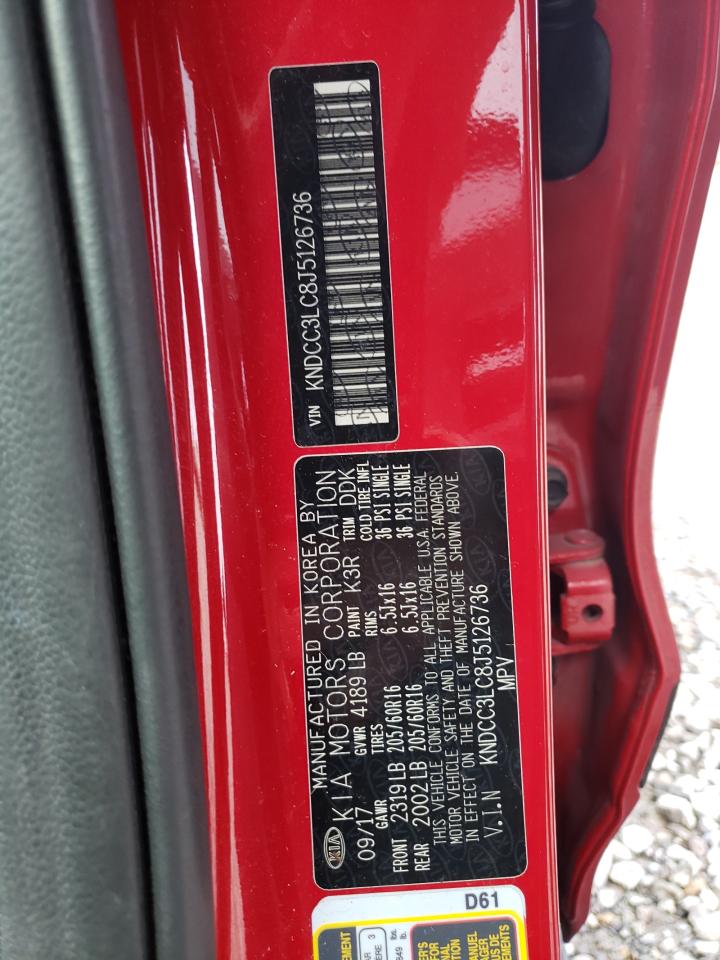 VIN KNDCC3LC8J5126736
KIA
MANUFACTURED IN KOREA BY
KIA MOTORS CORPORATION
09/17 GVWR 4189 LB PAINT K3R TRIM DDK
GAWR TIRES RIMS COLD TIRE INFL
FRONT 2319 LB 205/60R16 6.5Jx16 36 PSI SINGLE
REAR 2002 LB 205/60R16 6.5Jx16 36 PSI SINGLE
THIS VEHICLE CONFORMS TO ALL APPLICABLE U.S.A. FEDERAL
MOTOR VEHICLE SAFETY AND THEFT PREVENTION STANDARDS
IN EFFECT ON THE DATE OF MANUFACTURE SHOWN ABOVE.
V.I.N KNDCC3LC8J5126736
MPV
D61